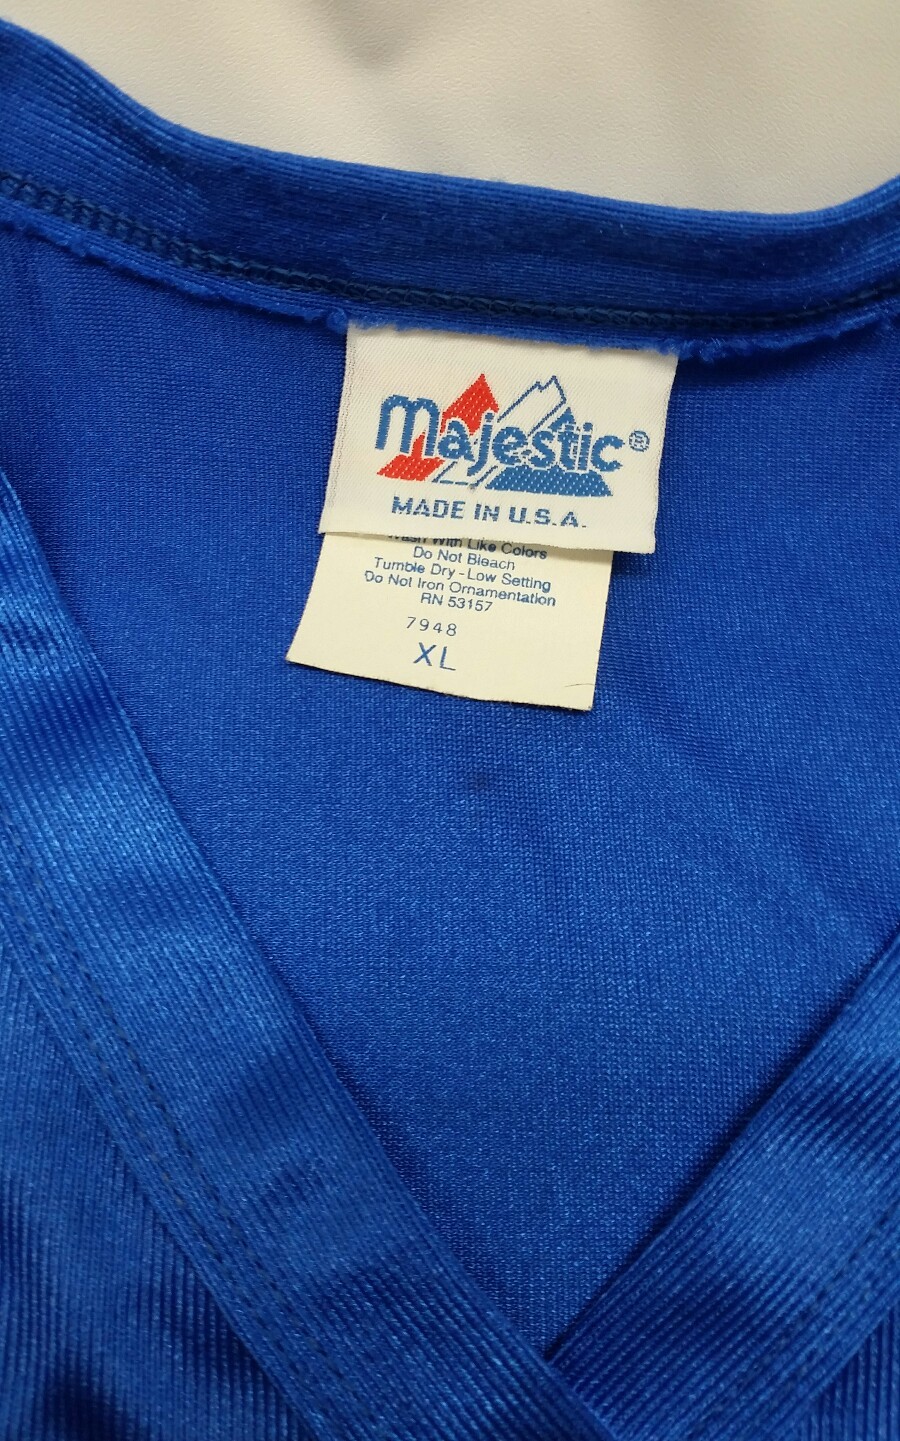 Majestic®
MADE IN U.S.A.
Wash With Like Colors
Do Not Bleach
Tumble Dry - Low Setting
Do Not Iron Ornamentation
RN 53157
7948
XL